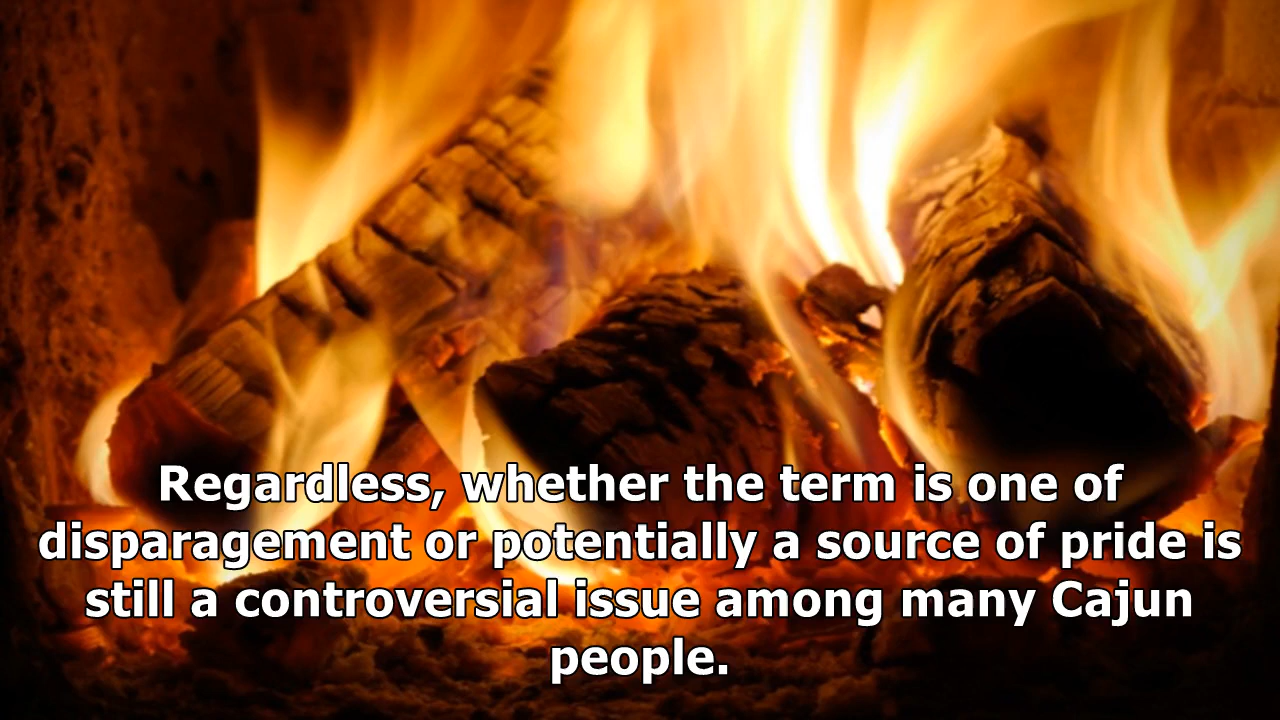 Regardless, whether the term is one of
disparagement or potentially a source of pride is
still a controversial issue among many Cajun
people.